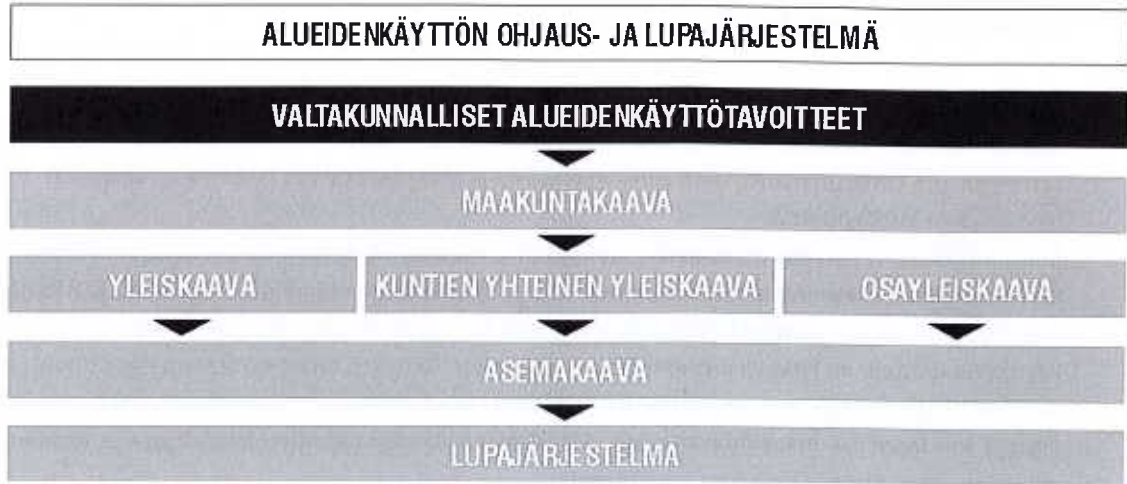 ALUEIDENKÄYTTÖN OHJAUS- JA LUPAJÄRJESTELMÄ
VALTAKUNNALLISET ALUEIDENKÄYTTÖTAVOITTEET
MAAKUNTAKAAVA
YLEISKAAVA KUNTIEN YHTEINEN YLEISKAAVA OSAYLEISKAAVA
ASEMAKAAVA
LUPAJÄRJESTELMÄ